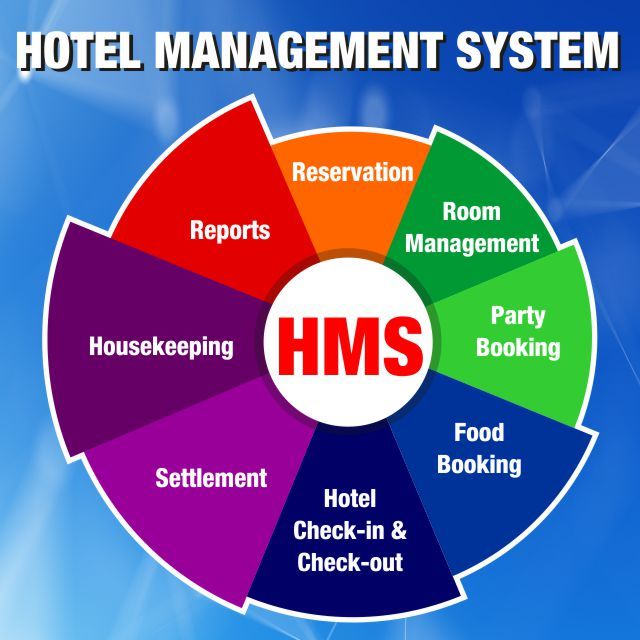 HOTEL MANAGEMENT SYSTEM
Reservation
Room
Management
Party
Booking
Food
Booking
Hotel
Check-in &
Check-out
Settlement
Housekeeping
Reports
HMS